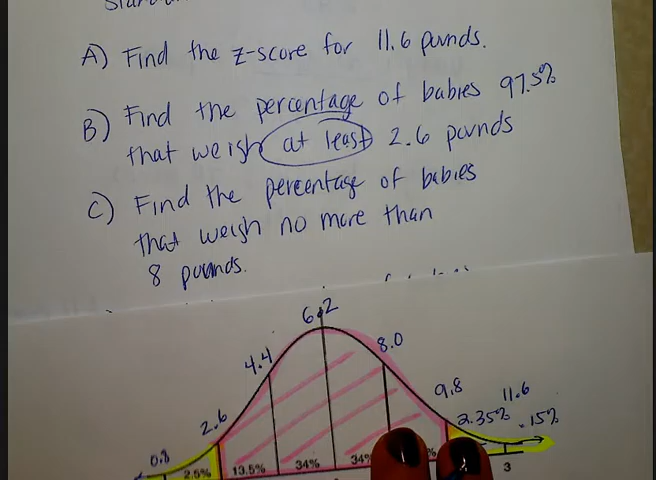 A) Find the z-score for 11.6 pounds.
B) Find the percentage of babies 97.5%
that weigh at least 2.6 pounds
C) Find the percentage of babies
that weigh no more than
8 pounds.
6.2
4.4
8.0
2.6
9.8
11.6
0.8
2.35%
.15%
2.5%
13.5%
34%
34%
3